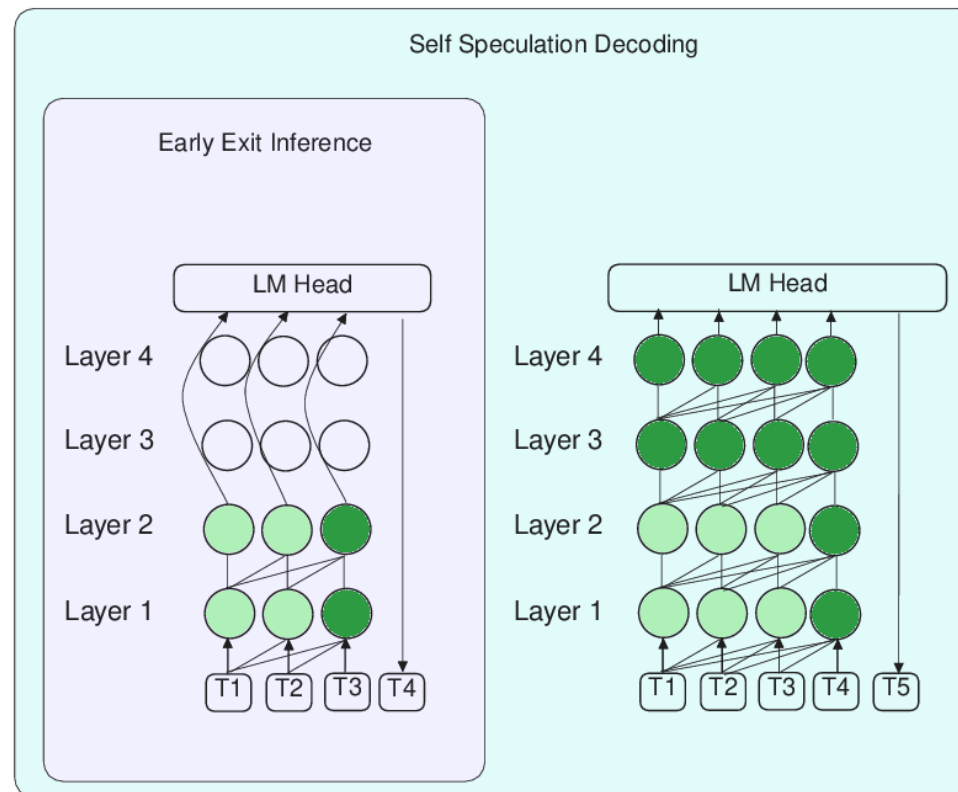 Self Speculation Decoding
Early Exit Inference
LM Head
Layer 4
Layer 3
Layer 2
Layer 1
T1 T2 T3 T4
LM Head
Layer 4
Layer 3
Layer 2
Layer 1
T1 T2 T3 T4 T5